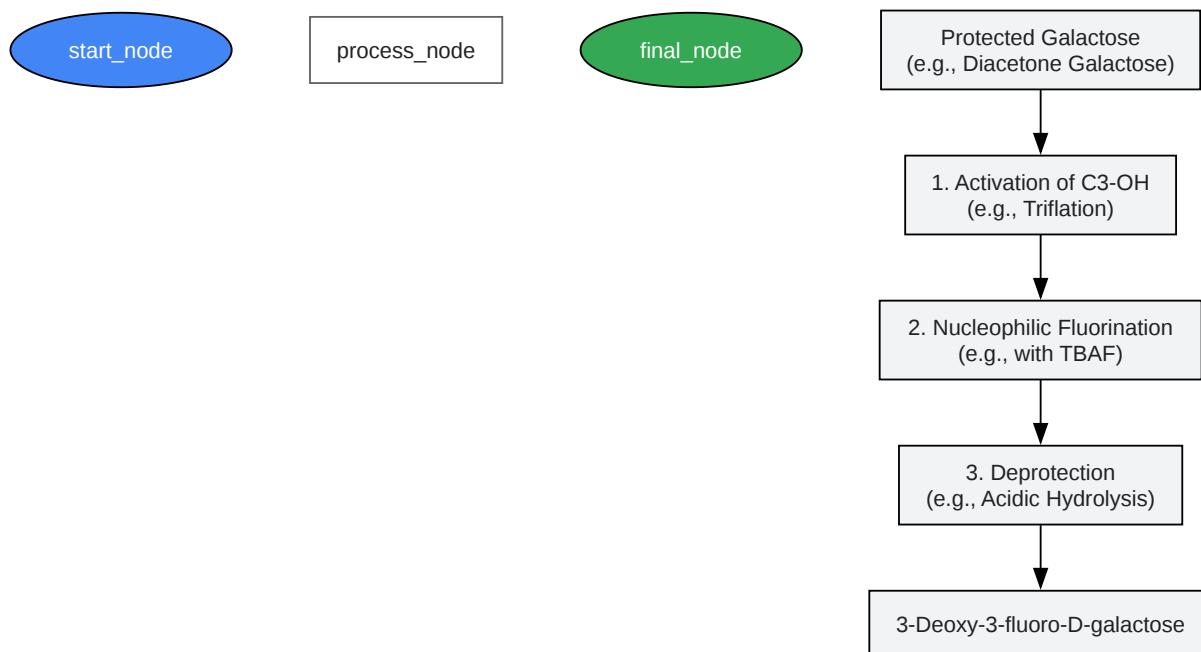 start_node
process_node
final_node
Protected Galactose
(e.g., Diacetone Galactose)
1. Activation of C3-OH
(e.g., Triflation)
2. Nucleophilic Fluorination
(e.g., with TBAF)
3. Deprotection
(e.g., Acidic Hydrolysis)
3-Deoxy-3-fluoro-D-galactose